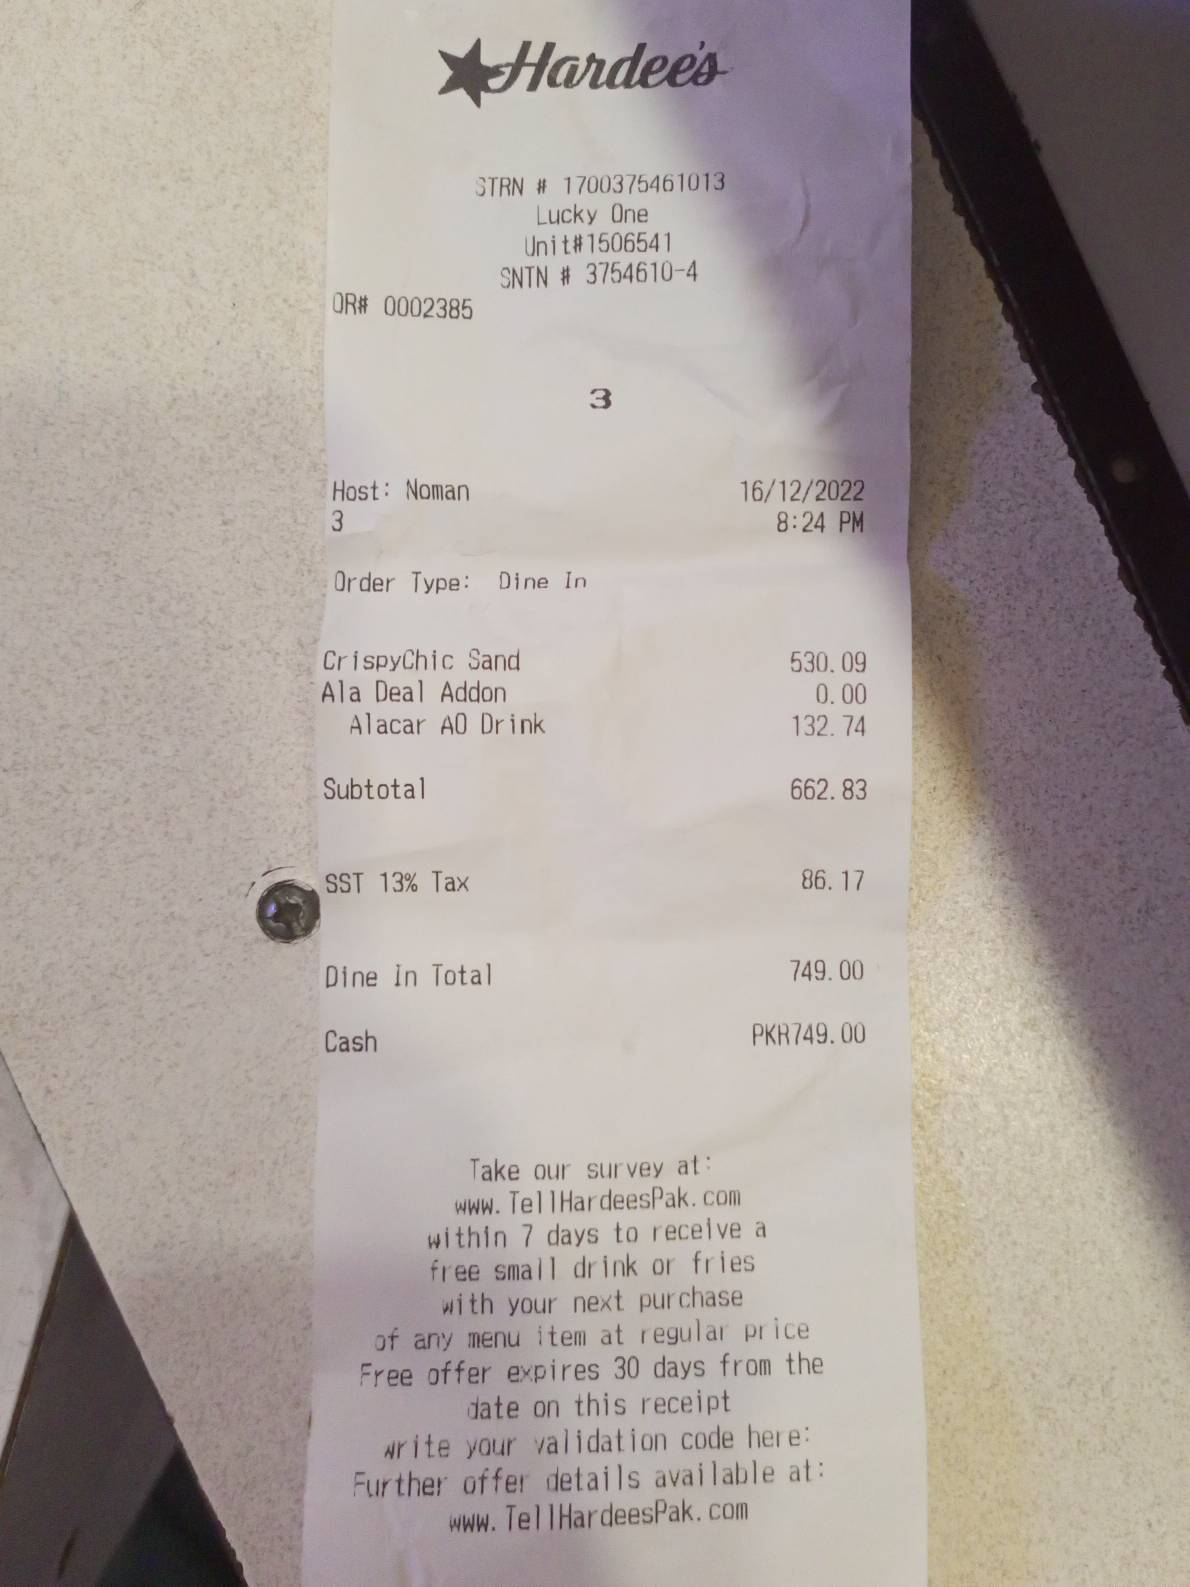 Hardee's
STRN # 1700375461013
Lucky One
Unit#1506541
SNTN # 3754610-4
OR# 0002385
3
Host: Noman 16/12/2022
3 8:24 PM
Order Type: Dine In
CrispyChic Sand 530.09
Ala Deal Addon 0.00
Alacar AO Drink 132.74
Subtotal 662.83
SST 13% Tax 86.17
Dine In Total 749.00
Cash PKR749.00
Take our survey at:
www.TellHardeesPak.com
within 7 days to receive a
free small drink or fries
with your next purchase
of any menu item at regular price
Free offer expires 30 days from the
date on this receipt
write your validation code here:
Further offer details available at:
www.TellHardeesPak.com